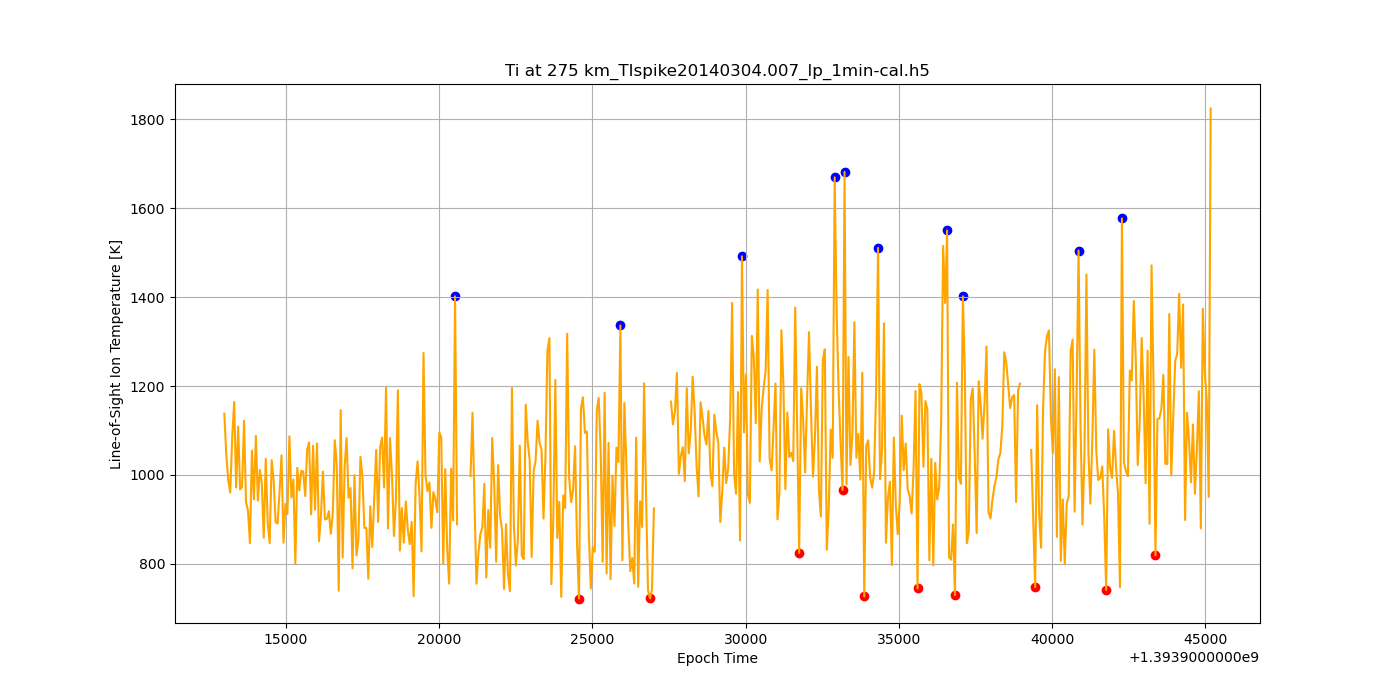 Ti at 275 km_TIspike20140304.007_lp_1min-cal.h5
Line-of-Sight Ion Temperature [K]
1800
1600
1400
1200
1000
800
15000 20000 25000 30000 35000 40000 45000
Epoch Time
+1.3939000000e9